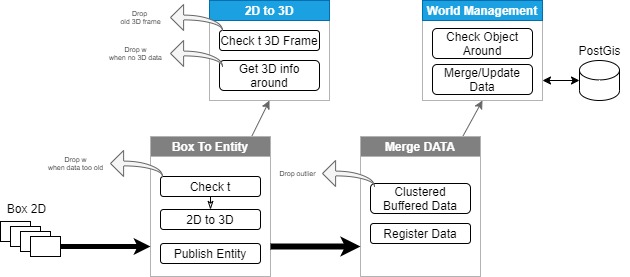 Drop
old 3D frame
2D to 3D
Check t 3D Frame
Drop w
when no 3D data
Get 3D info
around
World Management
Check Object
Around
Merge/Update
Data
PostGis
Drop w
when data too old
Box To Entity
Check t
2D to 3D
Publish Entity
Box 2D
Merge DATA
Drop outlier
Clustered
Buffered Data
Register Data